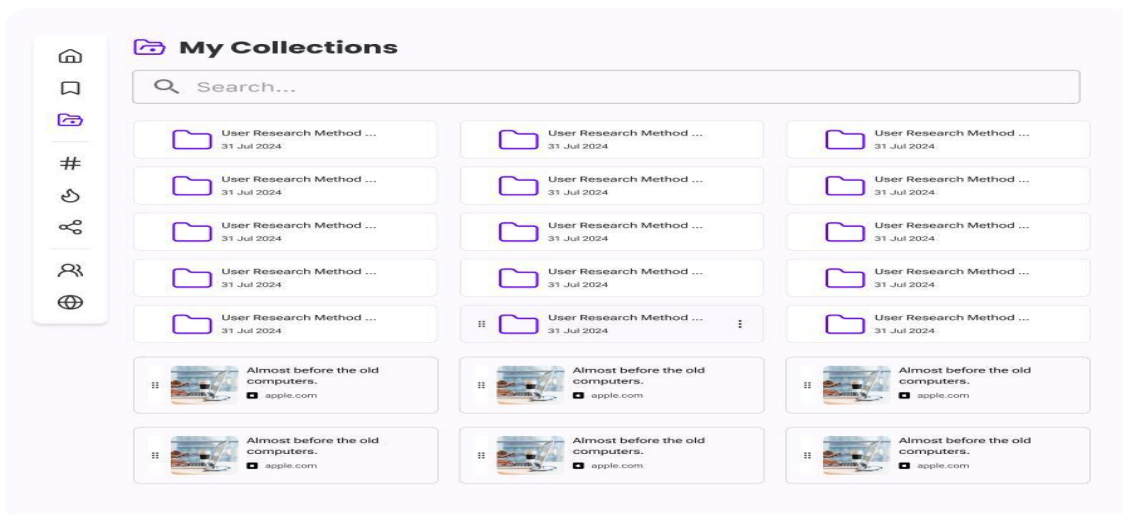 My Collections
Search...
User Research Method ...
31 Jul 2024
User Research Method ...
31 Jul 2024
User Research Method ...
31 Jul 2024
User Research Method ...
31 Jul 2024
User Research Method ...
31 Jul 2024
User Research Method ...
31 Jul 2024
User Research Method ...
31 Jul 2024
User Research Method ...
31 Jul 2024
User Research Method ...
31 Jul 2024
User Research Method ...
31 Jul 2024
User Research Method ...
31 Jul 2024
User Research Method ...
31 Jul 2024
User Research Method ...
31 Jul 2024
User Research Method ...
31 Jul 2024
User Research Method ...
31 Jul 2024
Almost before the old
computers.
apple.com
Almost before the old
computers.
apple.com
Almost before the old
computers.
apple.com
Almost before the old
computers.
apple.com
Almost before the old
computers.
apple.com
Almost before the old
computers.
apple.com